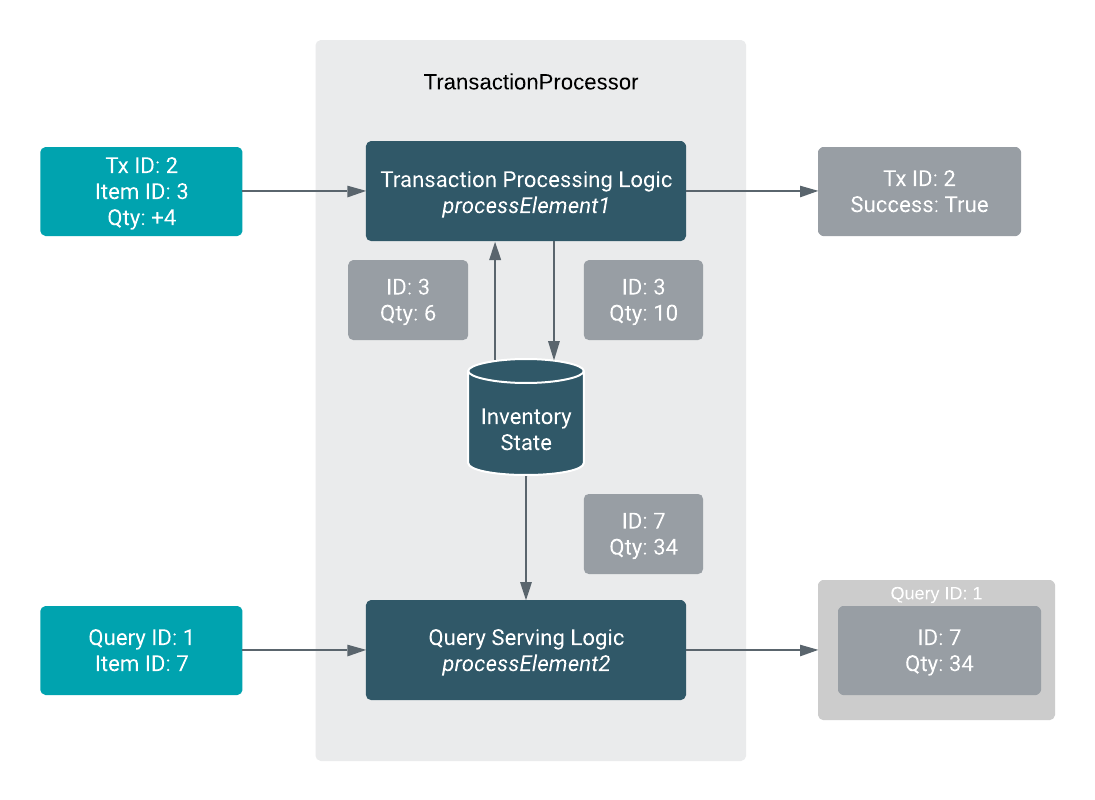 TransactionProcessor
Tx ID: 2
Item ID: 3
Qty: +4
Transaction Processing Logic
processElement1
Tx ID: 2
Success: True
ID: 3
Qty: 6
ID: 3
Qty: 10
Inventory
State
ID: 7
Qty: 34
Query ID: 1
Item ID: 7
Query Serving Logic
processElement2
Query ID: 1
ID: 7
Qty: 34